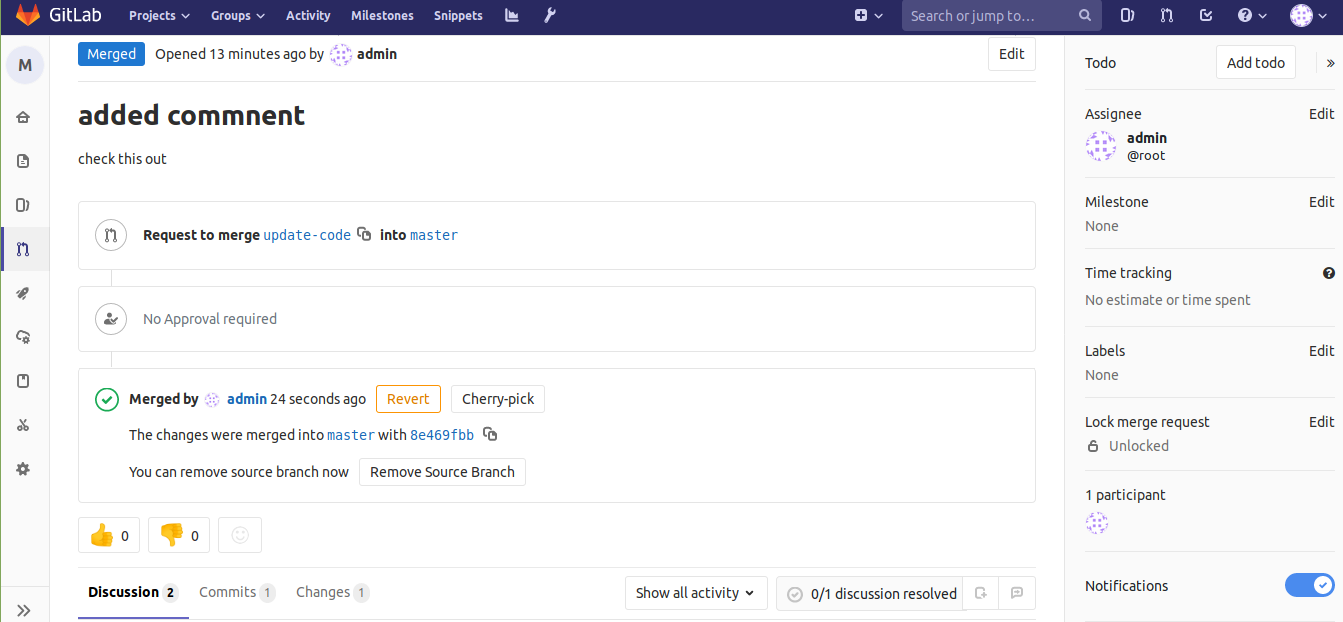 GitLab Projects Groups Activity Milestones Snippets Search or jump to…
M
Merged Opened 13 minutes ago by admin Edit
added commnent
check this out
Request to merge update-code into master
No Approval required
Merged by admin 24 seconds ago Revert Cherry-pick
The changes were merged into master with 8e469fbb
You can remove source branch now Remove Source Branch
0 0
Discussion 2 Commits 1 Changes 1 Show all activity 0/1 discussion resolved
Todo Add todo
Assignee Edit
admin
@root
Milestone Edit
None
Time tracking
No estimate or time spent
Labels Edit
None
Lock merge request Edit
Unlocked
1 participant
Notifications